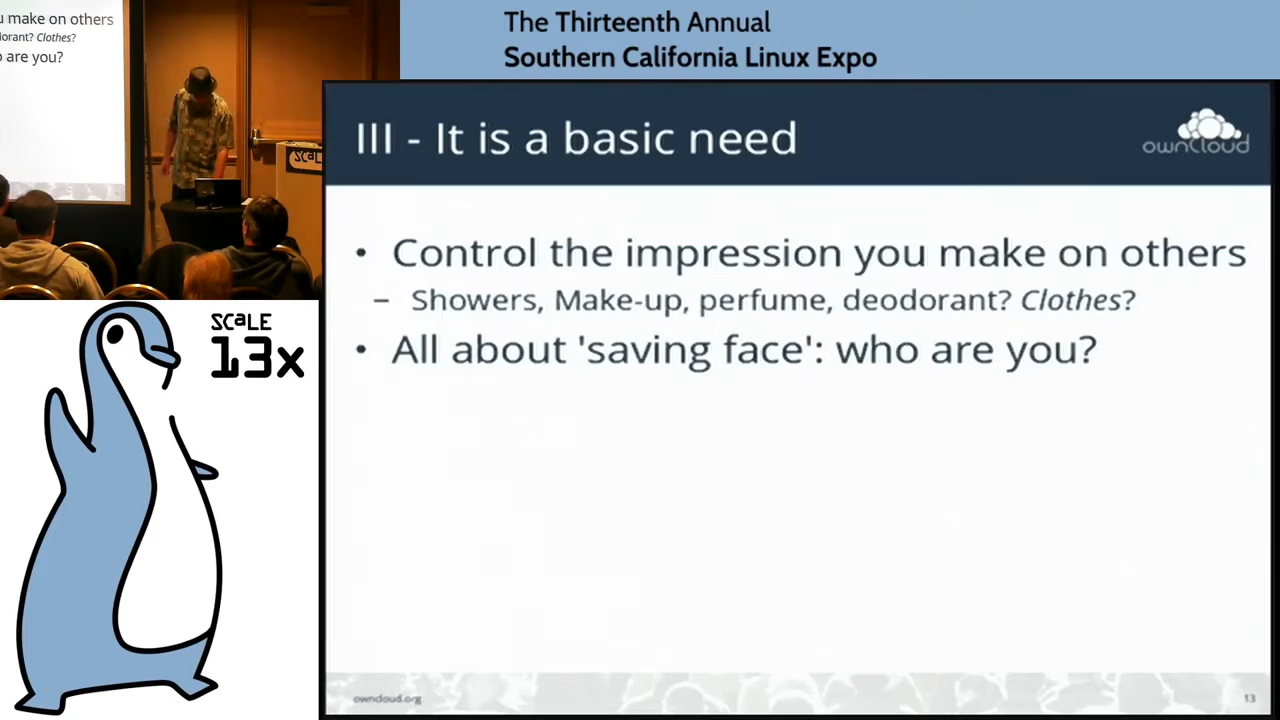 u make on others
dorant? Clothes?
o are you?
The Thirteenth Annual
Southern California Linux Expo
III - It is a basic need
ownCloud
• Control the impression you make on others
– Showers, Make-up, perfume, deodorant? Clothes?
• All about 'saving face': who are you?
owncloud.org
13
SCaLE
13x
SCaL